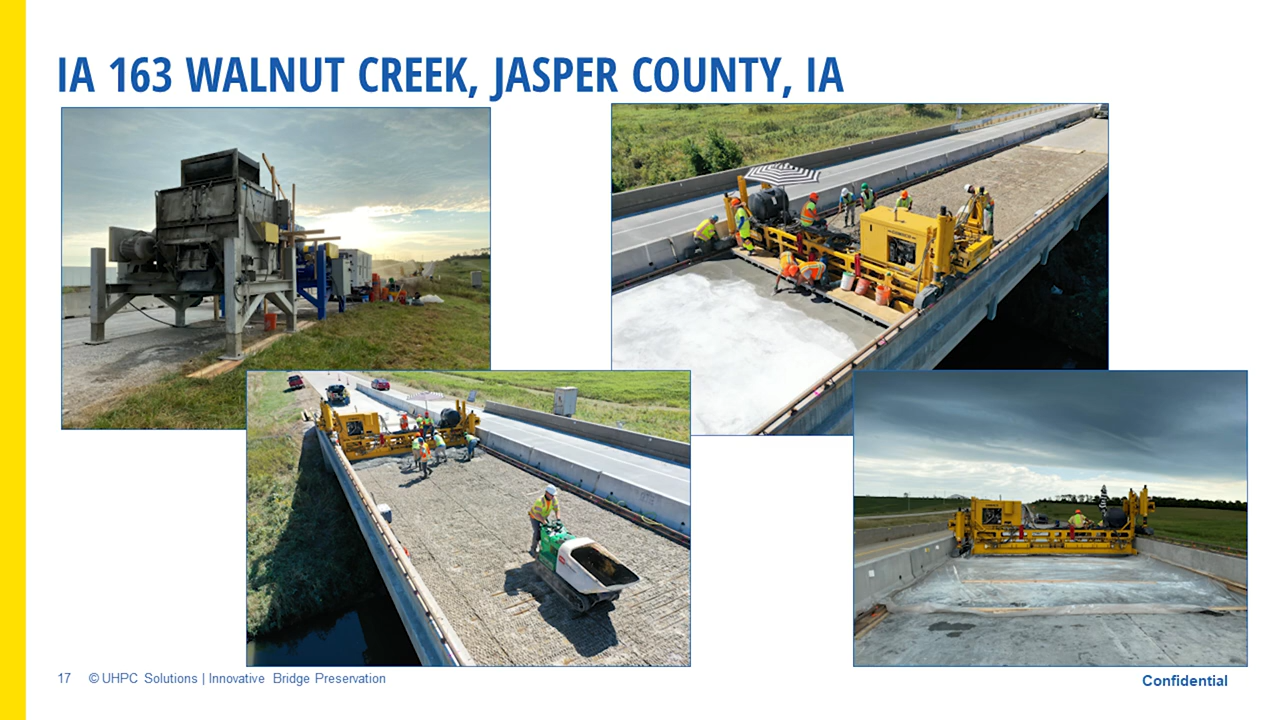 IA 163 WALNUT CREEK, JASPER COUNTY, IA
17 © UHPC Solutions | Innovative Bridge Preservation
Confidential